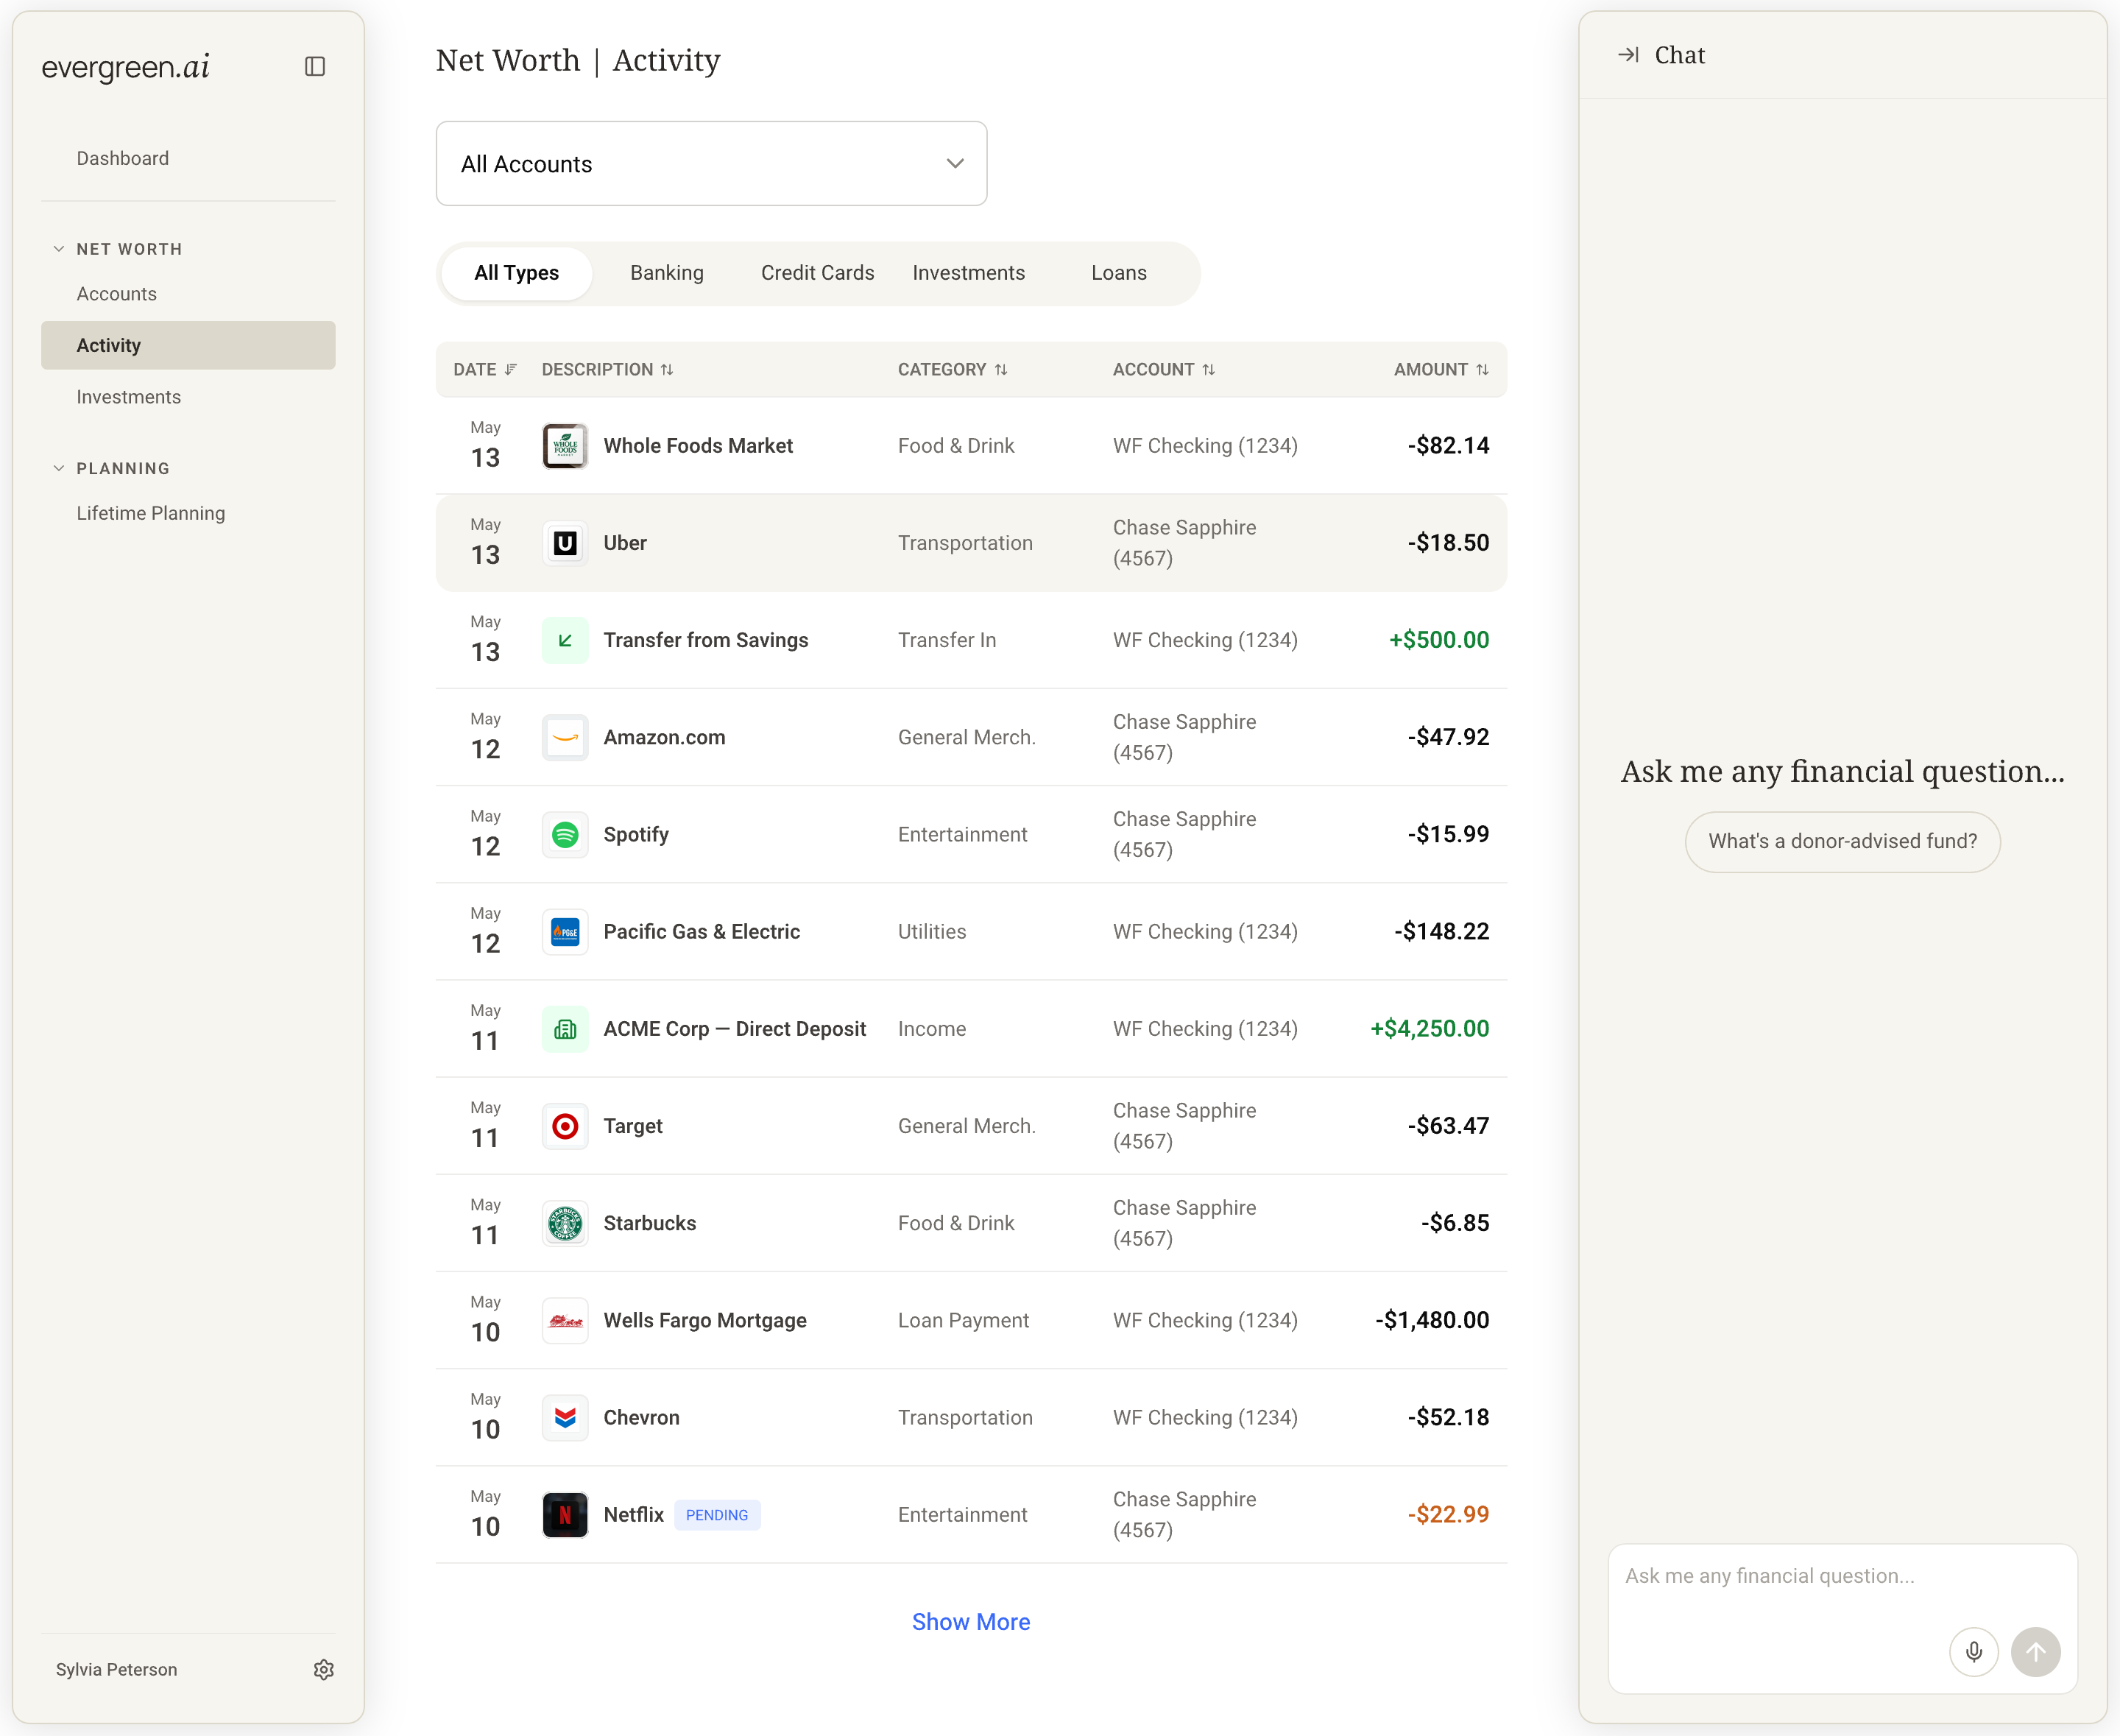 evergreen.ai
Dashboard
NET WORTH
Accounts
Activity
Investments
PLANNING
Lifetime Planning
Sylvia Peterson
Net Worth | Activity
All Accounts
All Types Banking Credit Cards Investments Loans
DATE DESCRIPTION CATEGORY ACCOUNT AMOUNT
May 13 WHOLE FOODS MARKET Whole Foods Market Food & Drink WF Checking (1234) -$82.14
May 13 U Uber Transportation Chase Sapphire (4567) -$18.50
May 13 Transfer from Savings Transfer In WF Checking (1234) +$500.00
May 12 Amazon.com General Merch. Chase Sapphire (4567) -$47.92
May 12 Spotify Entertainment Chase Sapphire (4567) -$15.99
May 12 PG&E Pacific Gas & Electric Utilities WF Checking (1234) -$148.22
May 11 ACME Corp — Direct Deposit Income WF Checking (1234) +$4,250.00
May 11 Target General Merch. Chase Sapphire (4567) -$63.47
May 11 STARBUCKS COFFEE Starbucks Food & Drink Chase Sapphire (4567) -$6.85
May 10 Wells Fargo Mortgage Loan Payment WF Checking (1234) -$1,480.00
May 10 Chevron Transportation WF Checking (1234) -$52.18
May 10 N Netflix PENDING Entertainment Chase Sapphire (4567) -$22.99
Show More
Chat
Ask me any financial question...
What's a donor-advised fund?
Ask me any financial question...